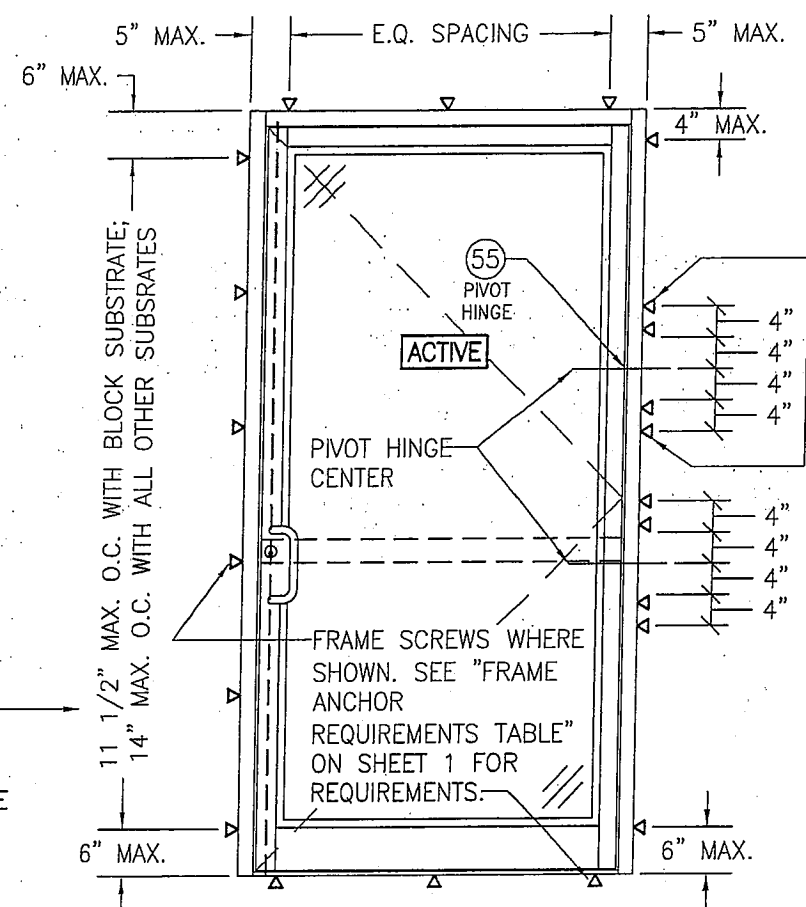 5" MAX.
E.Q. SPACING
5" MAX.
6" MAX.
4" MAX.
11 1/2" MAX. O.C. WITH BLOCK SUBSTRATE;
14" MAX. O.C. WITH ALL OTHER SUBSRATES
55
PIVOT
HINGE
ACTIVE
4"
4"
4"
4"
PIVOT HINGE
CENTER
4"
4"
4"
4"
FRAME SCREWS WHERE
SHOWN. SEE "FRAME
ANCHOR
REQUIREMENTS TABLE"
ON SHEET 1 FOR
REQUIREMENTS.
E
6" MAX.
6" MAX.